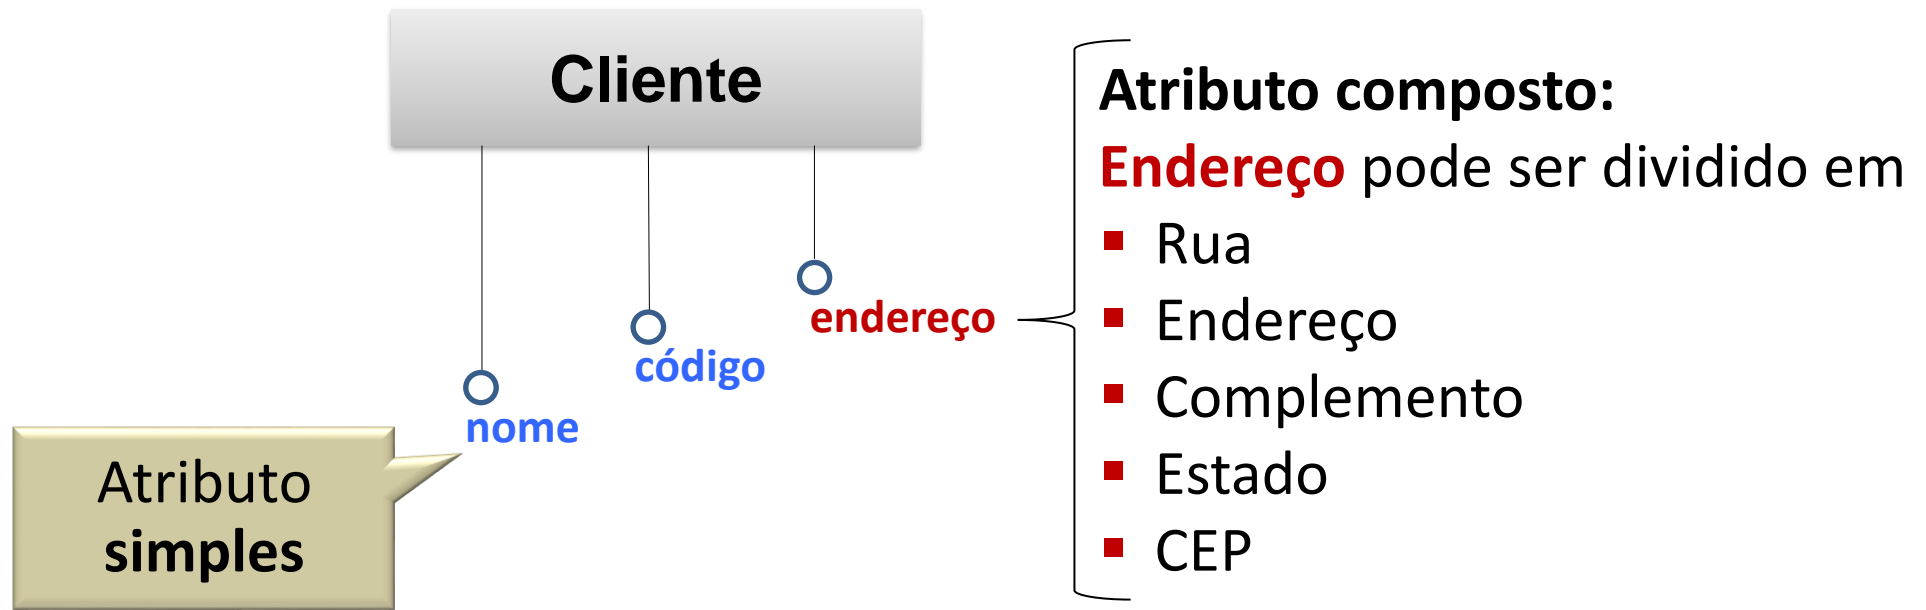 Cliente
nome
código
endereço
Atributo
simples
Atributo composto:
Endereço pode ser dividido em
Rua
Endereço
Complemento
Estado
CEP